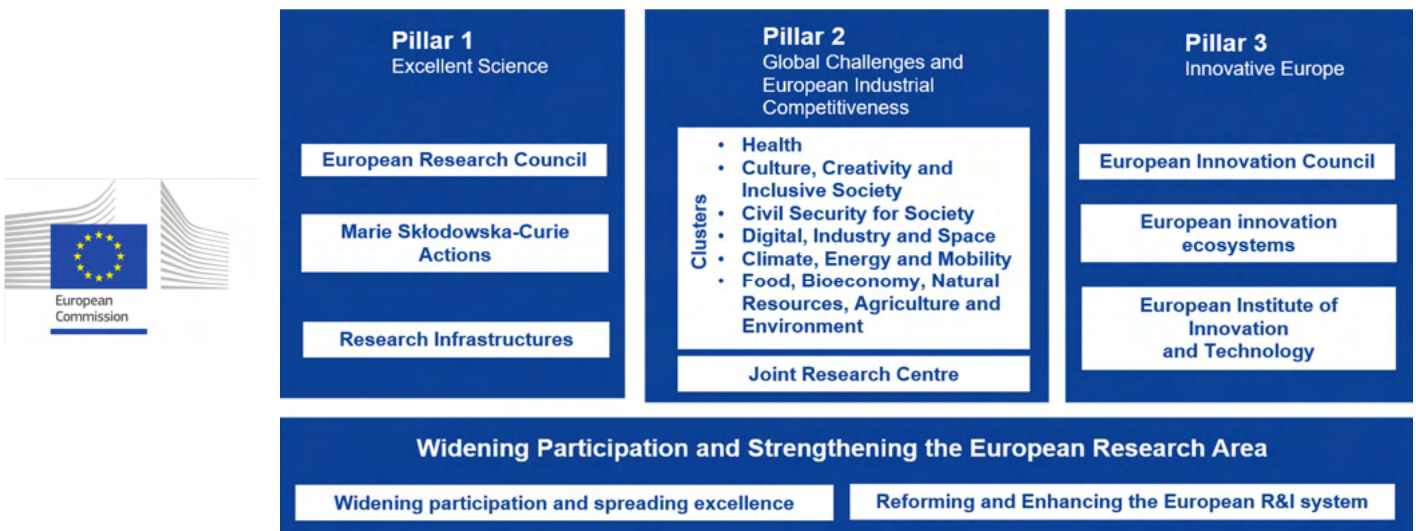 European
Commission
Pillar 1
Excellent Science
European Research Council
Marie Skłodowska-Curie
Actions
Research Infrastructures
Pillar 2
Global Challenges and
European Industrial
Competitiveness
Clusters
• Health
• Culture, Creativity and
Inclusive Society
• Civil Security for Society
• Digital, Industry and Space
• Climate, Energy and Mobility
• Food, Bioeconomy, Natural
Resources, Agriculture and
Environment
Joint Research Centre
Pillar 3
Innovative Europe
European Innovation Council
European innovation
ecosystems
European Institute of
Innovation
and Technology
Widening Participation and Strengthening the European Research Area
Widening participation and spreading excellence
Reforming and Enhancing the European R&I system